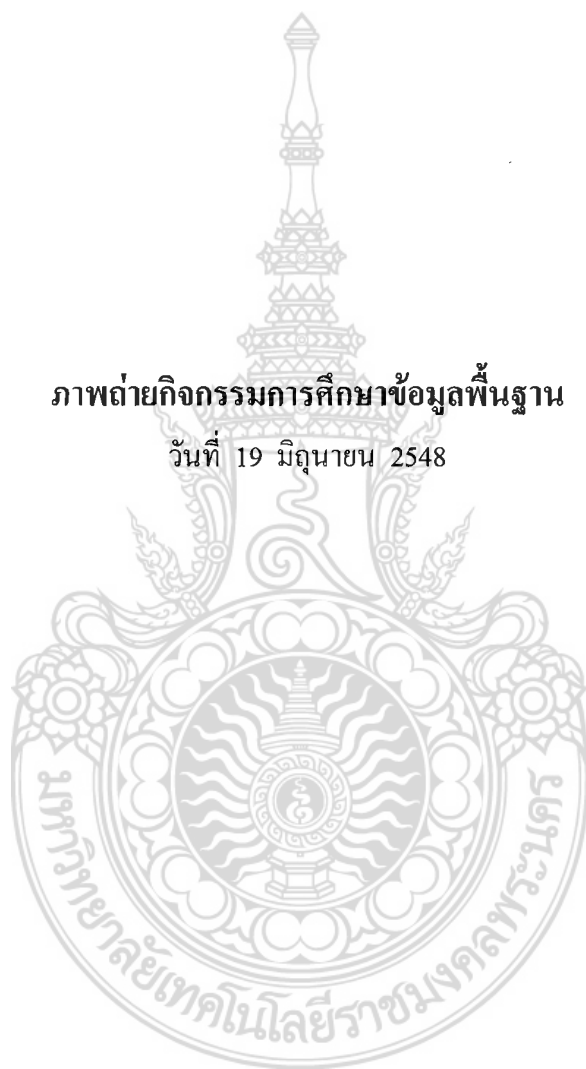 ภาพถ่ายกิจกรรมการศึกษาข้อมูลพื้นฐาน
วันที่ 19 มิถุนายน 2548
มหาวิทยาลัยเทคโนโลยีราชมงคลพระนคร